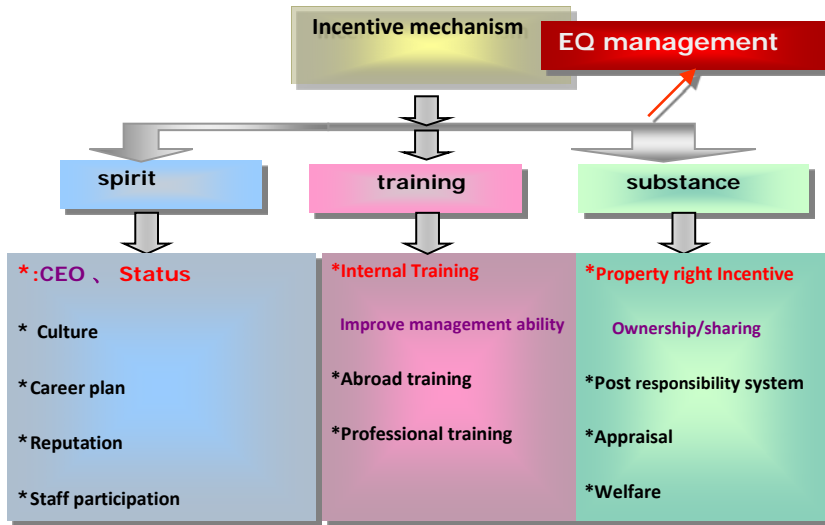 Incentive mechanism
EQ management
spirit
training
substance
*:CEO 、 Status
* Culture
*Career plan
*Reputation
*Staff participation
*Internal Training
Improve management ability
*Abroad training
*Professional training
*Property right Incentive
Ownership/sharing
*Post responsibility system
*Appraisal
*Welfare